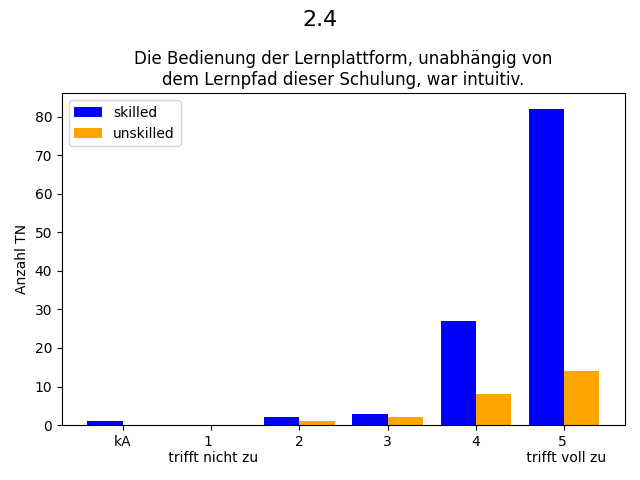 2.4
Die Bedienung der Lernplattform, unabhängig von
dem Lernpfad dieser Schulung, war intuitiv.
skilled
unskilled
Anzahl TN
80
70
60
50
40
30
20
10
0
kA
1
2
3
4
5
trifft nicht zu
trifft voll zu